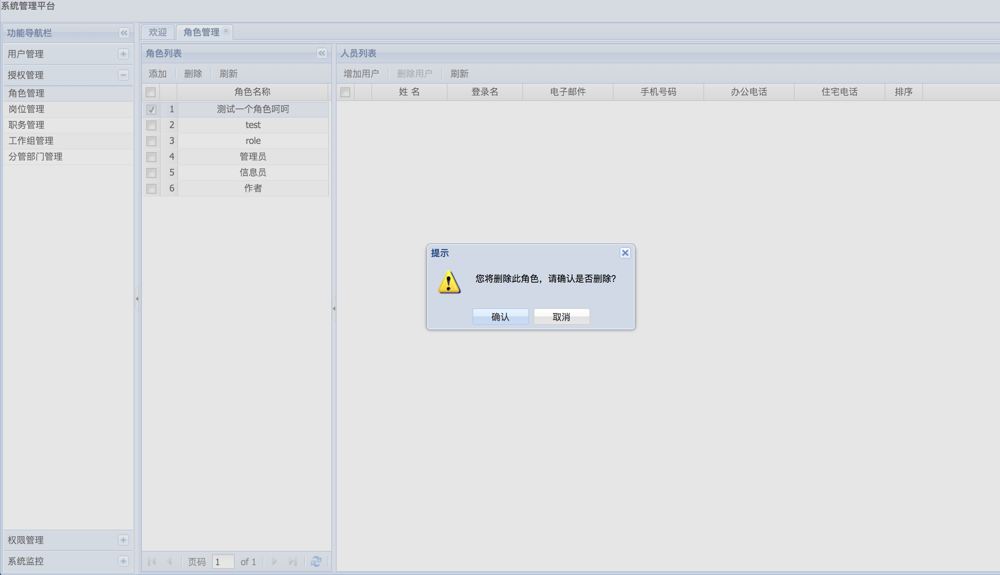 系统管理平台
功能导航栏
用户管理
授权管理
角色管理
岗位管理
职务管理
工作组管理
分管部门管理
权限管理
系统监控
欢迎 角色管理
角色列表
添加 删除 刷新
角色名称
1 测试一个角色呵呵
2 test
3 role
4 管理员
5 信息员
6 作者
页码 1 of 1
人员列表
增加用户 删除用户 刷新
姓 名 登录名 电子邮件 手机号码 办公电话 住宅电话 排序
提示
您将删除此角色，请确认是否删除?
确认 取消